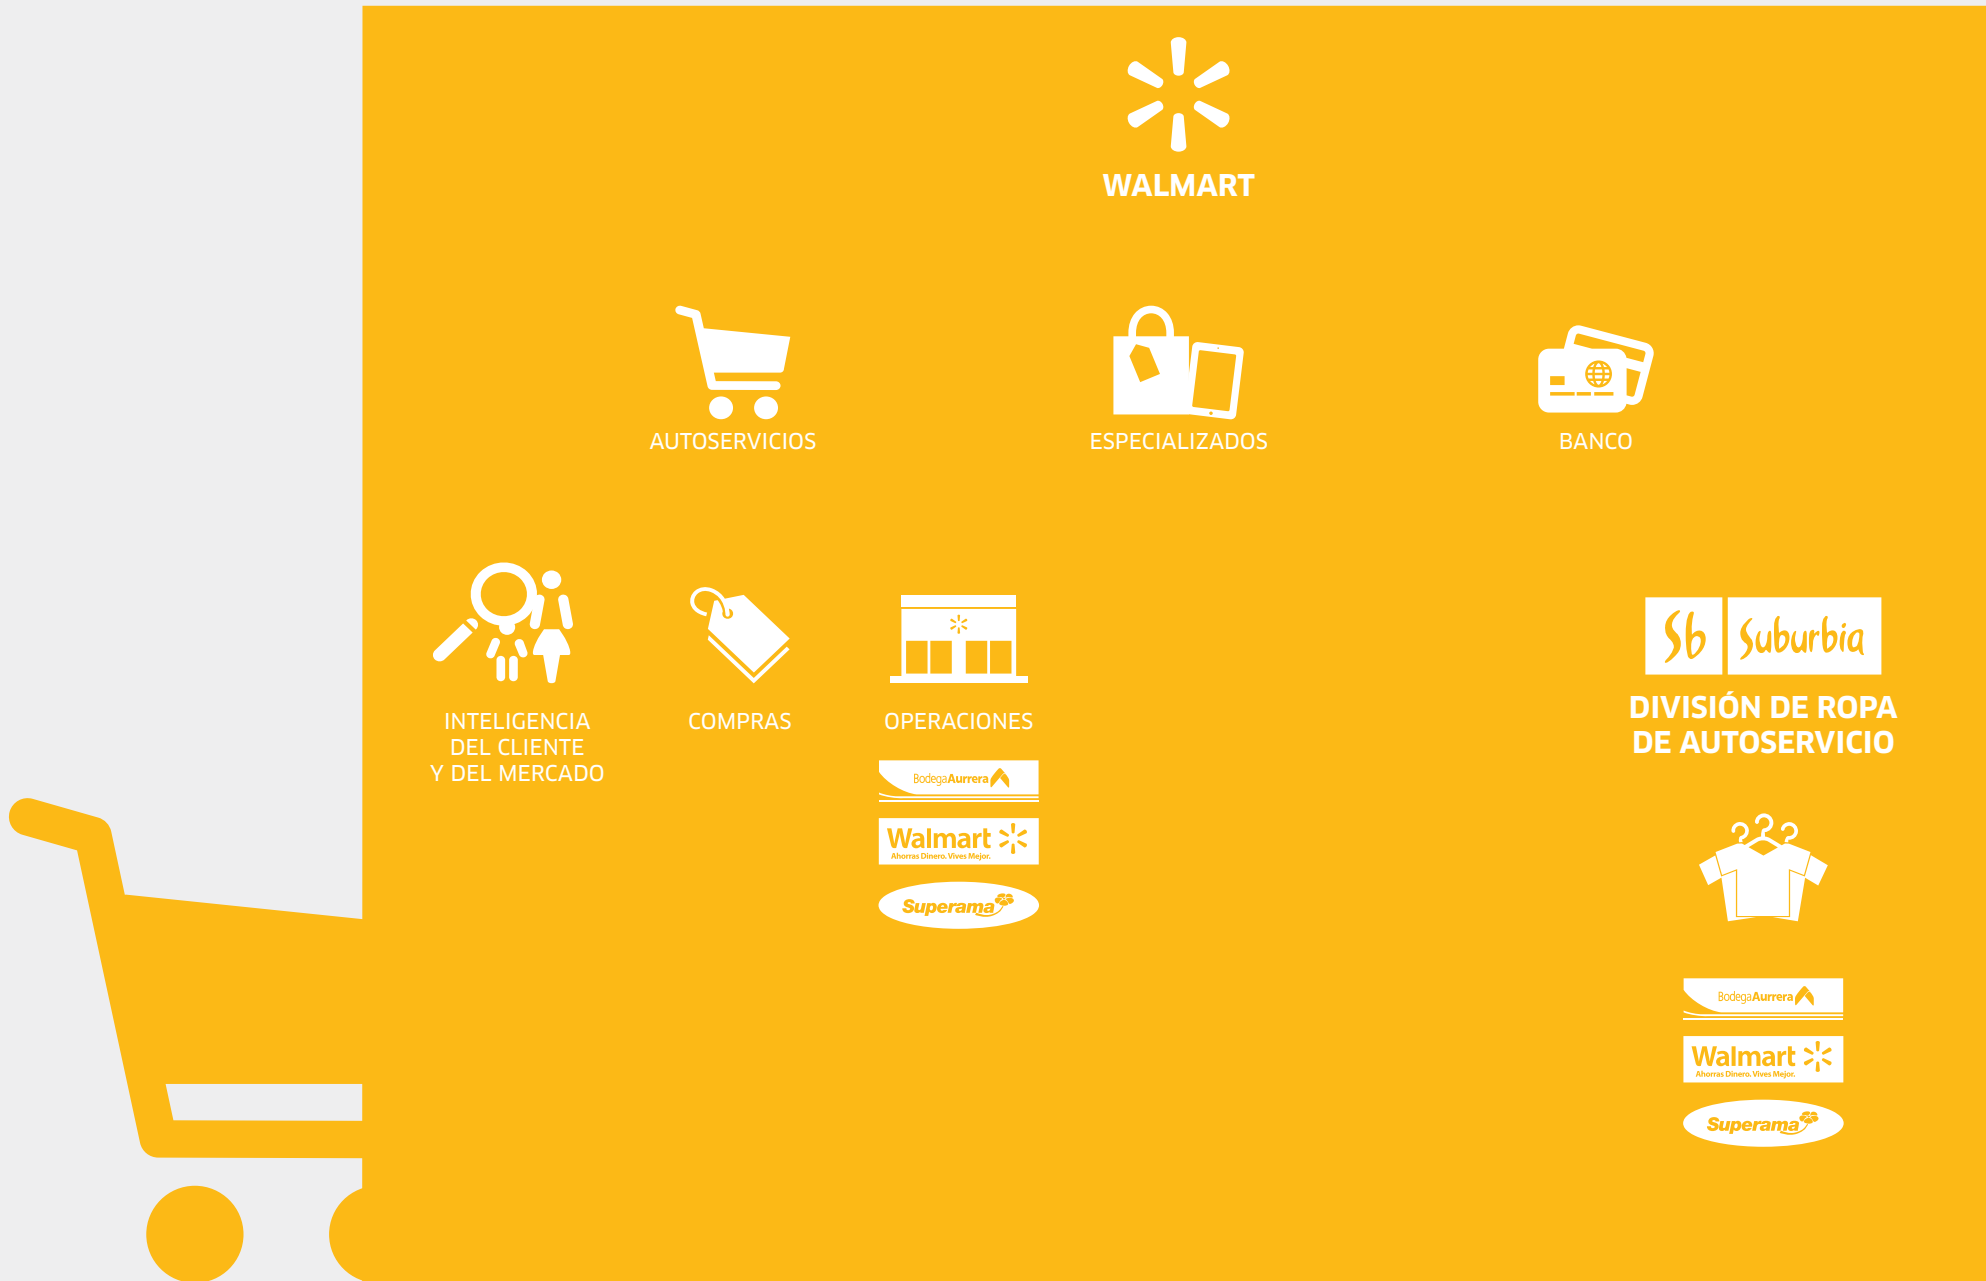 WALMART
AUTOSERVICIOS
ESPECIALIZADOS
BANCO
INTELIGENCIA
DEL CLIENTE
Y DEL MERCADO
COMPRAS
OPERACIONES
BodegaAurrera
Walmart
Ahorras Dinero. Vives Mejor.
Superama
Sb Suburbia
DIVISIÓN DE ROPA
DE AUTOSERVICIO
BodegaAurrera
Walmart
Ahorras Dinero. Vives Mejor.
Superama